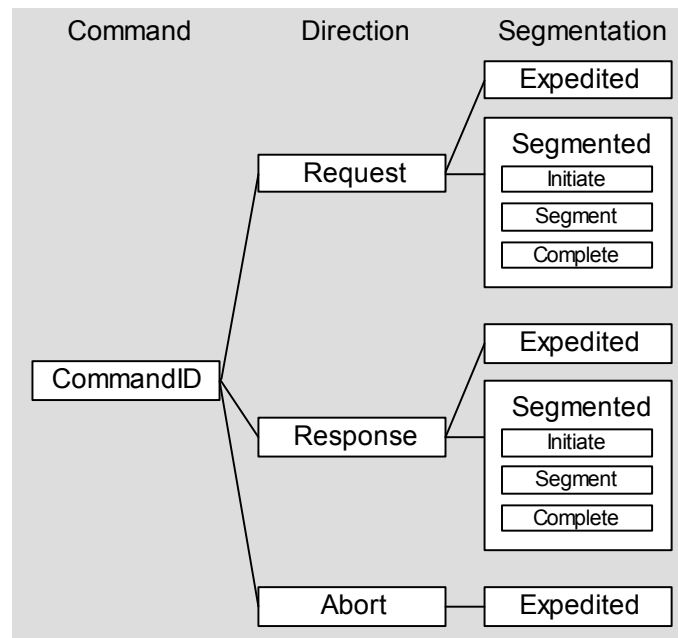 Command Direction Segmentation
Expedited
Request
Segmented
Initiate
Segment
Complete
Expedited
CommandID
Response
Segmented
Initiate
Segment
Complete
Abort
Expedited